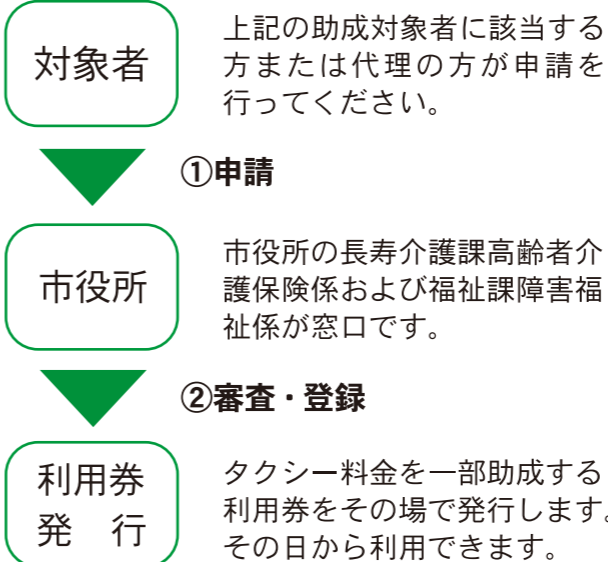 対象者
上記の助成対象者に該当する
方または代理の方が申請を
行ってください。
①申請
市役所
市役所の長寿介護課高齢者介
護保険係および福祉課障害福
祉係が窓口です。
②審査・登録
利用券
発　行
タクシー料金を一部助成する
利用券をその場で発行します。
その日から利用できます。